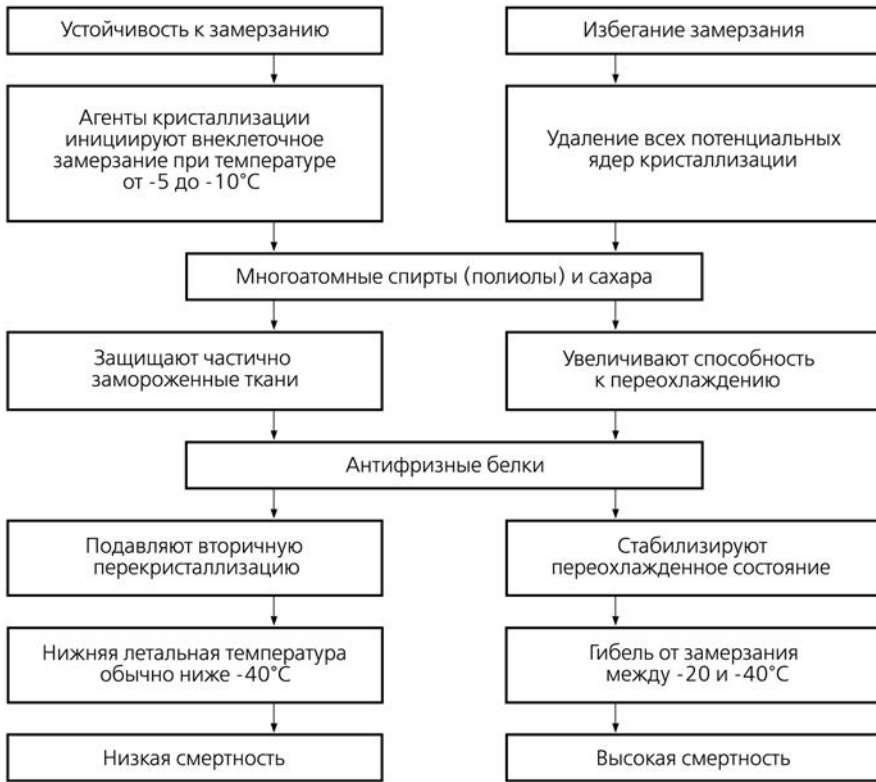 Устойчивость к замерзанию
Избегание замерзания
Агенты кристаллизации
инициируют внеклеточное
замерзание при температуре
от -5 до -10°C
Удаление всех потенциальных
ядер кристаллизации
Многоатомные спирты (полиолы) и сахара
Защищают частично
замороженные ткани
Увеличивают способность
к переохлаждению
Антифризные белки
Подавляют вторичную
перекристаллизацию
Стабилизируют
переохлажденное состояние
Нижняя летальная температура
обычно ниже -40°C
Гибель от замерзания
между -20 и -40°C
Низкая смертность
Высокая смертность